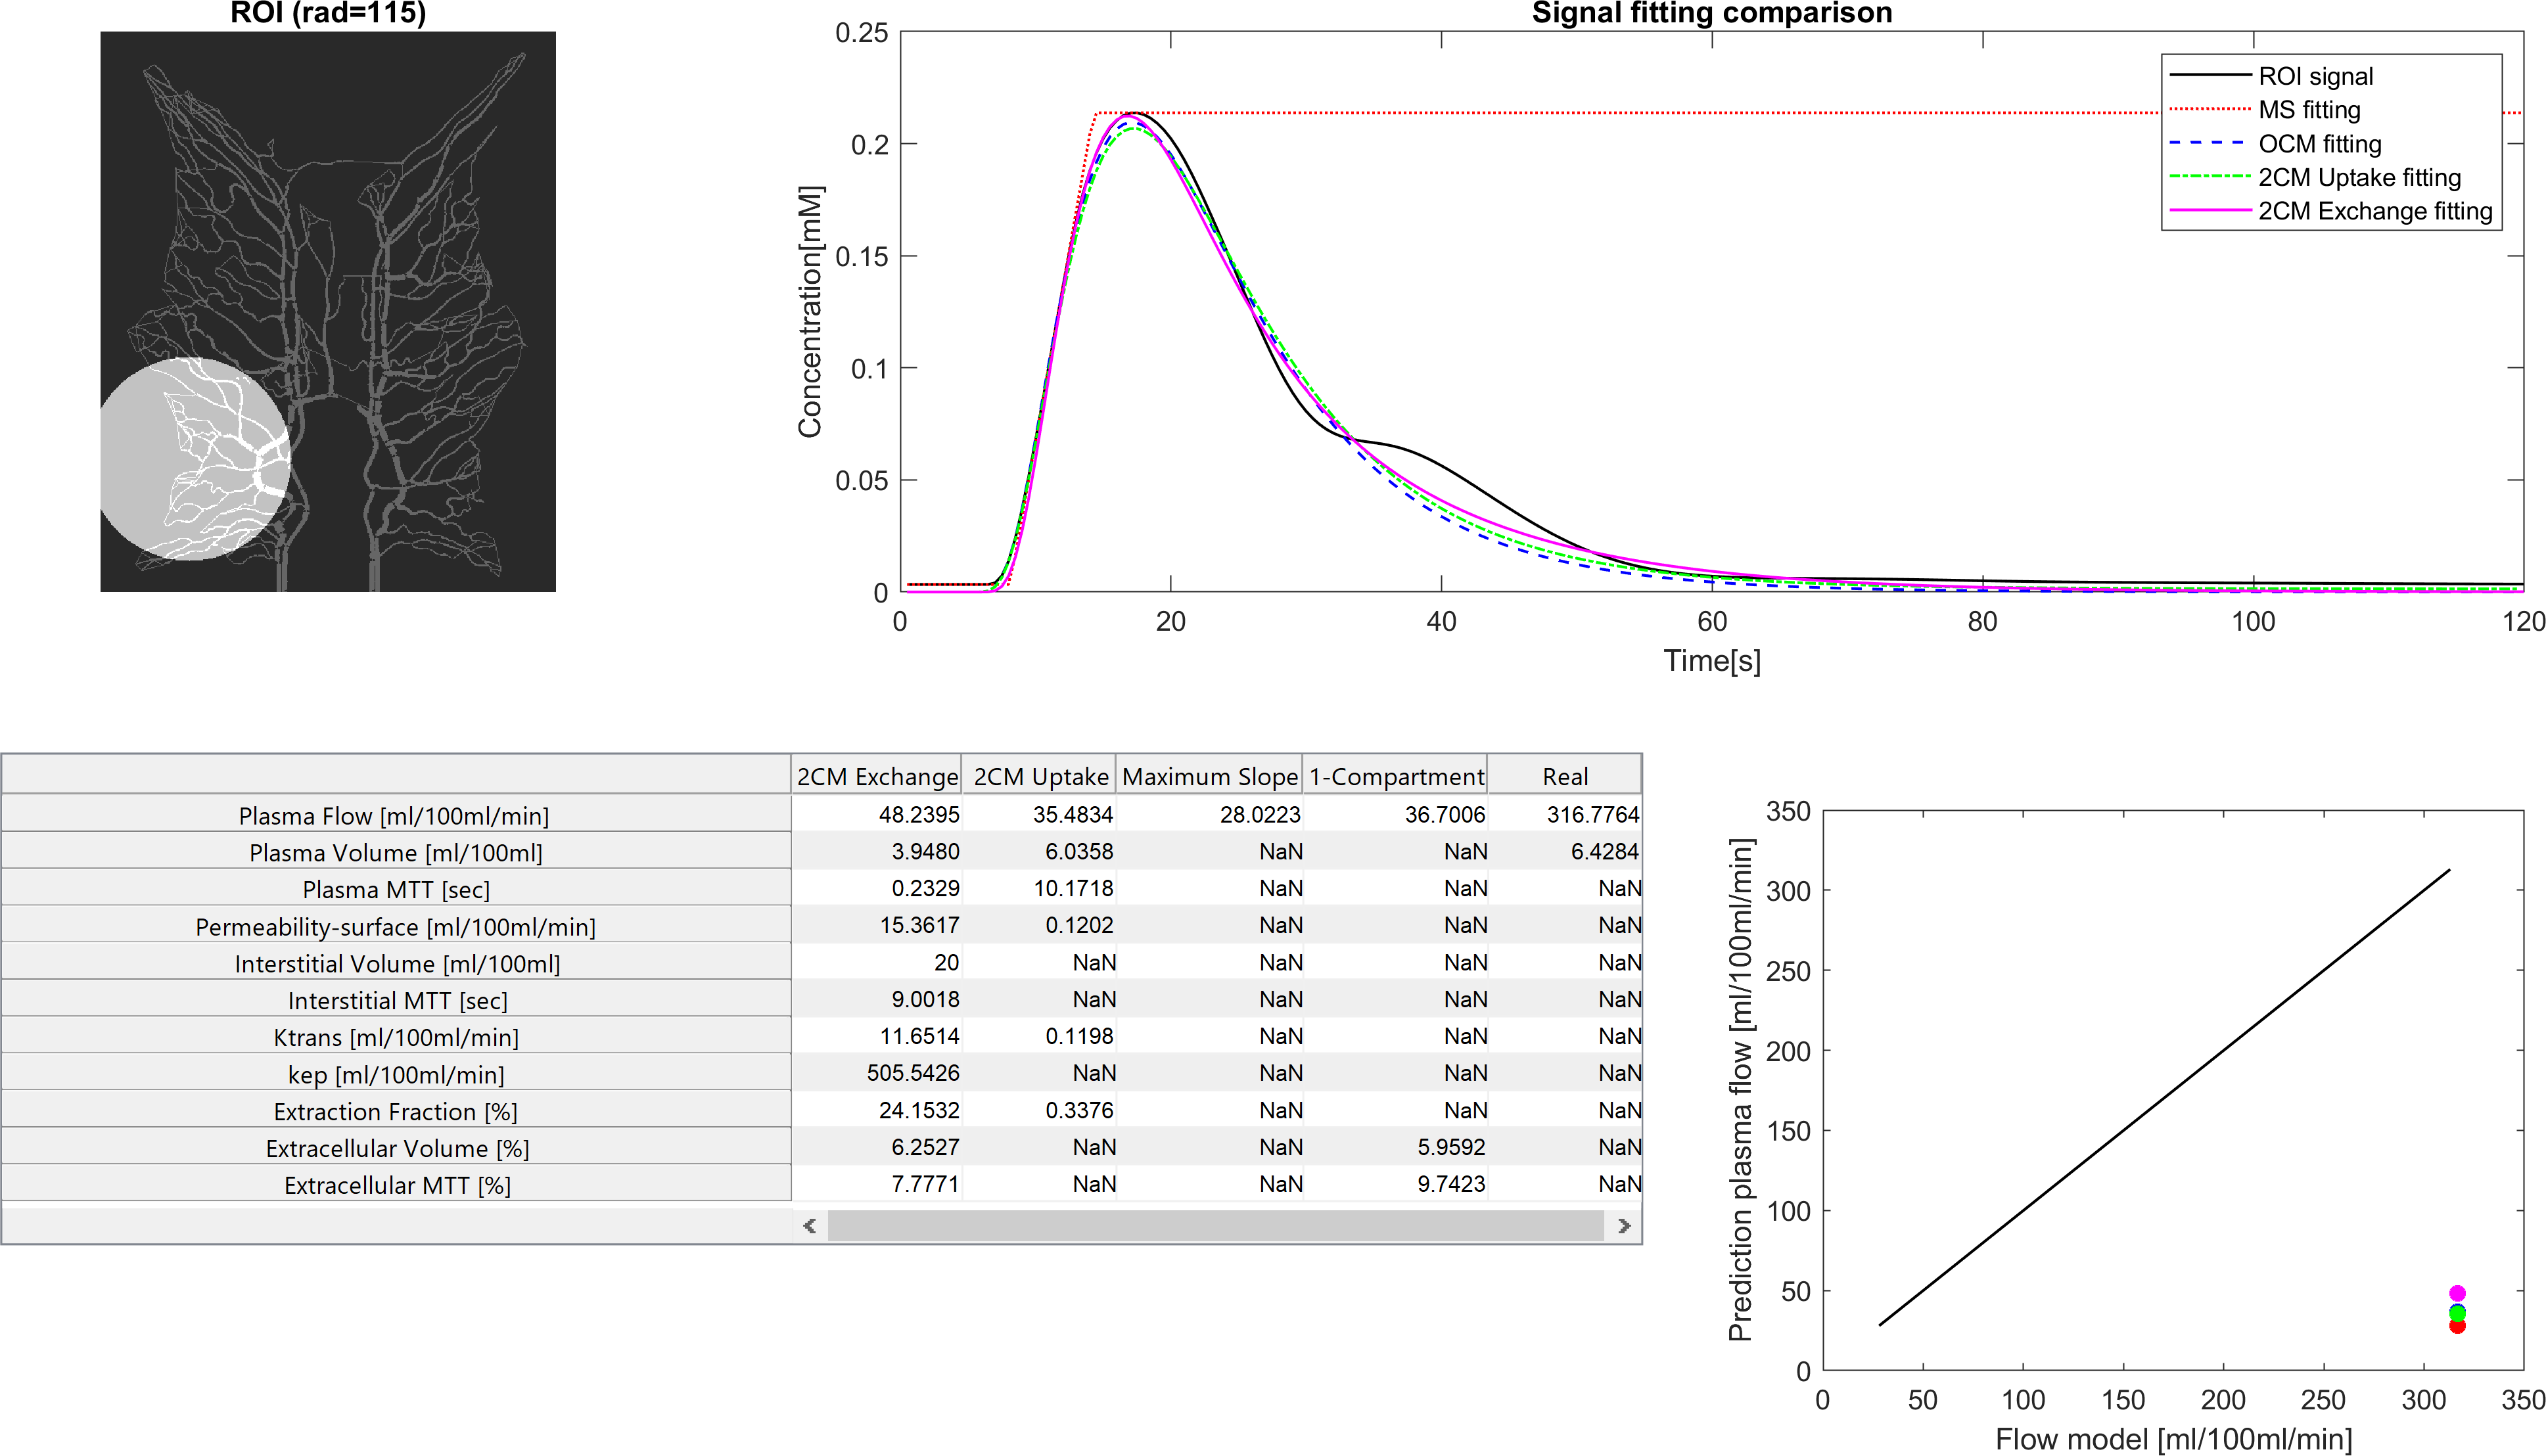 ROI (rad=115)
Signal fitting comparison
0.25
0.2
0.15
0.1
0.05
0
Concentration[mM]
0 20 40 60 80 100 120
Time[s]
ROI signal
MS fitting
OCM fitting
2CM Uptake fitting
2CM Exchange fitting
2CM Exchange 2CM Uptake Maximum Slope 1-Compartment Real
Plasma Flow [ml/100ml/min] 48.2395 35.4834 28.0223 36.7006 316.7764
Plasma Volume [ml/100ml] 3.9480 6.0358 NaN NaN 6.4284
Plasma MTT [sec] 0.2329 10.1718 NaN NaN NaN
Permeability-surface [ml/100ml/min] 15.3617 0.1202 NaN NaN NaN
Interstitial Volume [ml/100ml] 20 NaN NaN NaN NaN
Interstitial MTT [sec] 9.0018 NaN NaN NaN NaN
Ktrans [ml/100ml/min] 11.6514 0.1198 NaN NaN NaN
kep [ml/100ml/min] 505.5426 NaN NaN NaN NaN
Extraction Fraction [%] 24.1532 0.3376 NaN NaN NaN
Extracellular Volume [%] 6.2527 NaN NaN 5.9592 NaN
Extracellular MTT [%] 7.7771 NaN NaN 9.7423 NaN
350
300
250
200
150
100
50
0
Prediction plasma flow [ml/100ml/min]
0 50 100 150 200 250 300 350
Flow model [ml/100ml/min]